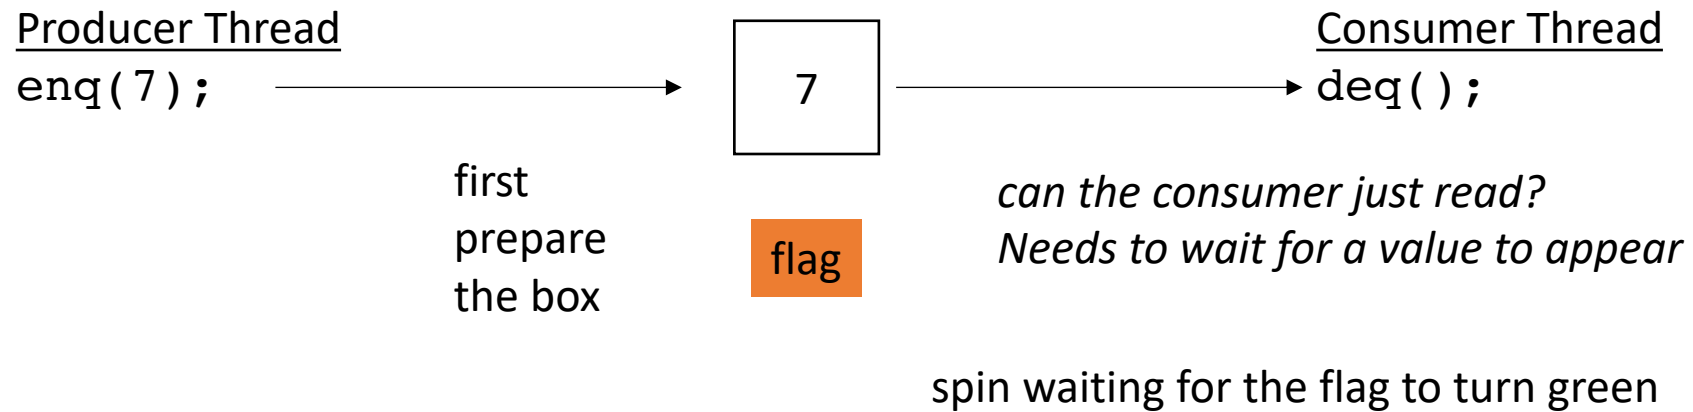 Producer Thread
enq(7);
7
Consumer Thread
deq();
first
prepare
the box
flag
can the consumer just read?
Needs to wait for a value to appear
spin waiting for the flag to turn green